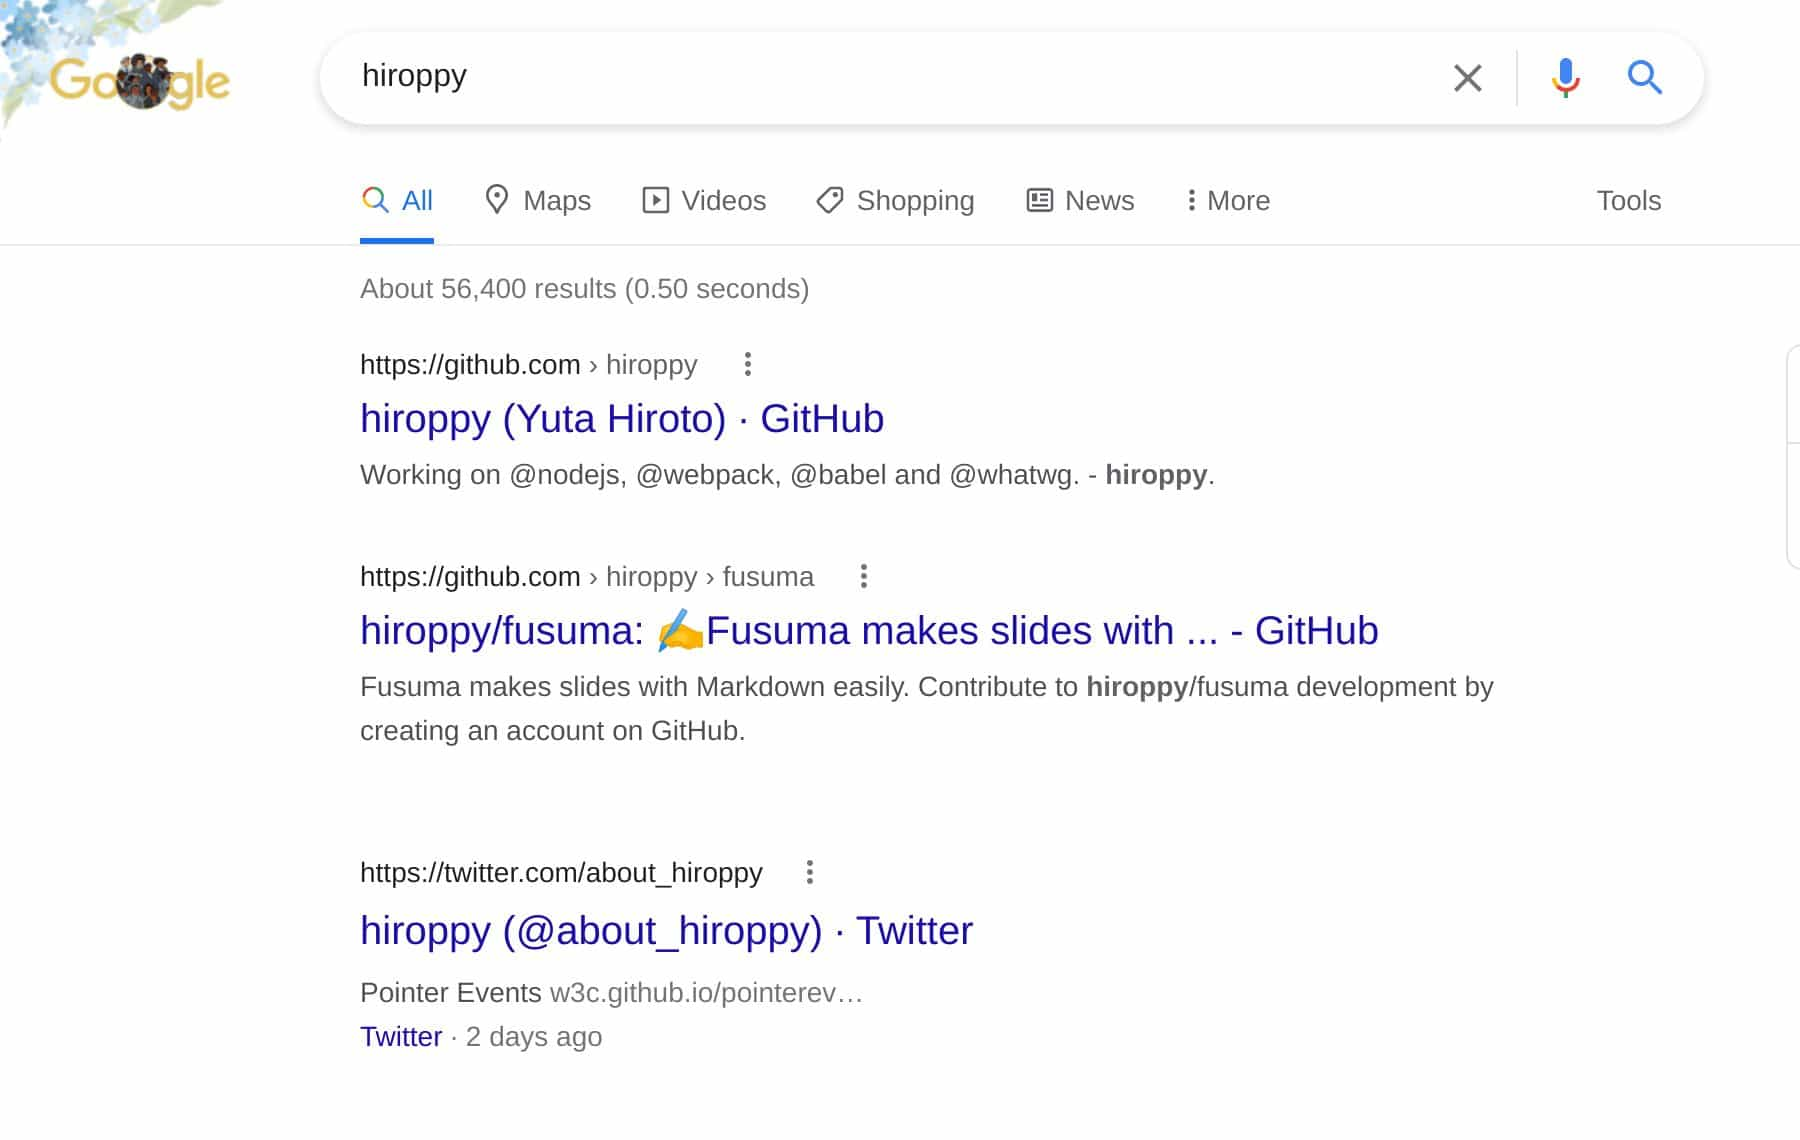 Google
hiroppy
All Maps Videos Shopping News More Tools
About 56,400 results (0.50 seconds)
https://github.com › hiroppy
hiroppy (Yuta Hiroto) · GitHub
Working on @nodejs, @webpack, @babel and @whatwg. - hiroppy.
https://github.com › hiroppy › fusuma
hiroppy/fusuma: ✍️Fusuma makes slides with ... - GitHub
Fusuma makes slides with Markdown easily. Contribute to hiroppy/fusuma development by
creating an account on GitHub.
https://twitter.com/about_hiroppy
hiroppy (@about_hiroppy) · Twitter
Pointer Events w3c.github.io/pointerev…
Twitter · 2 days ago